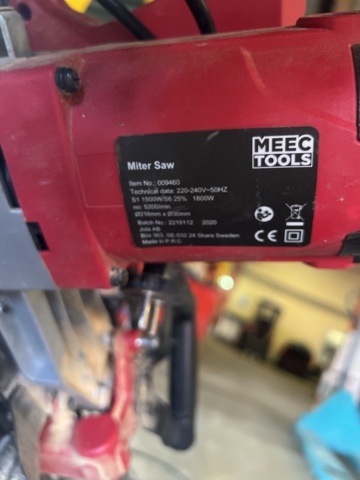 MEEC
TOOLS
Miter Saw
Item No.: 009460
Technical data: 220-240V~50HZ
S1 1500W/S6 25% 1800W
no: 5200/min
Ø216mm x Ø30mm
Batch No.: 2210112 2020
Jula AB
Box 363, SE-532 24 Skara Sweden
Made in P.R.C
CE